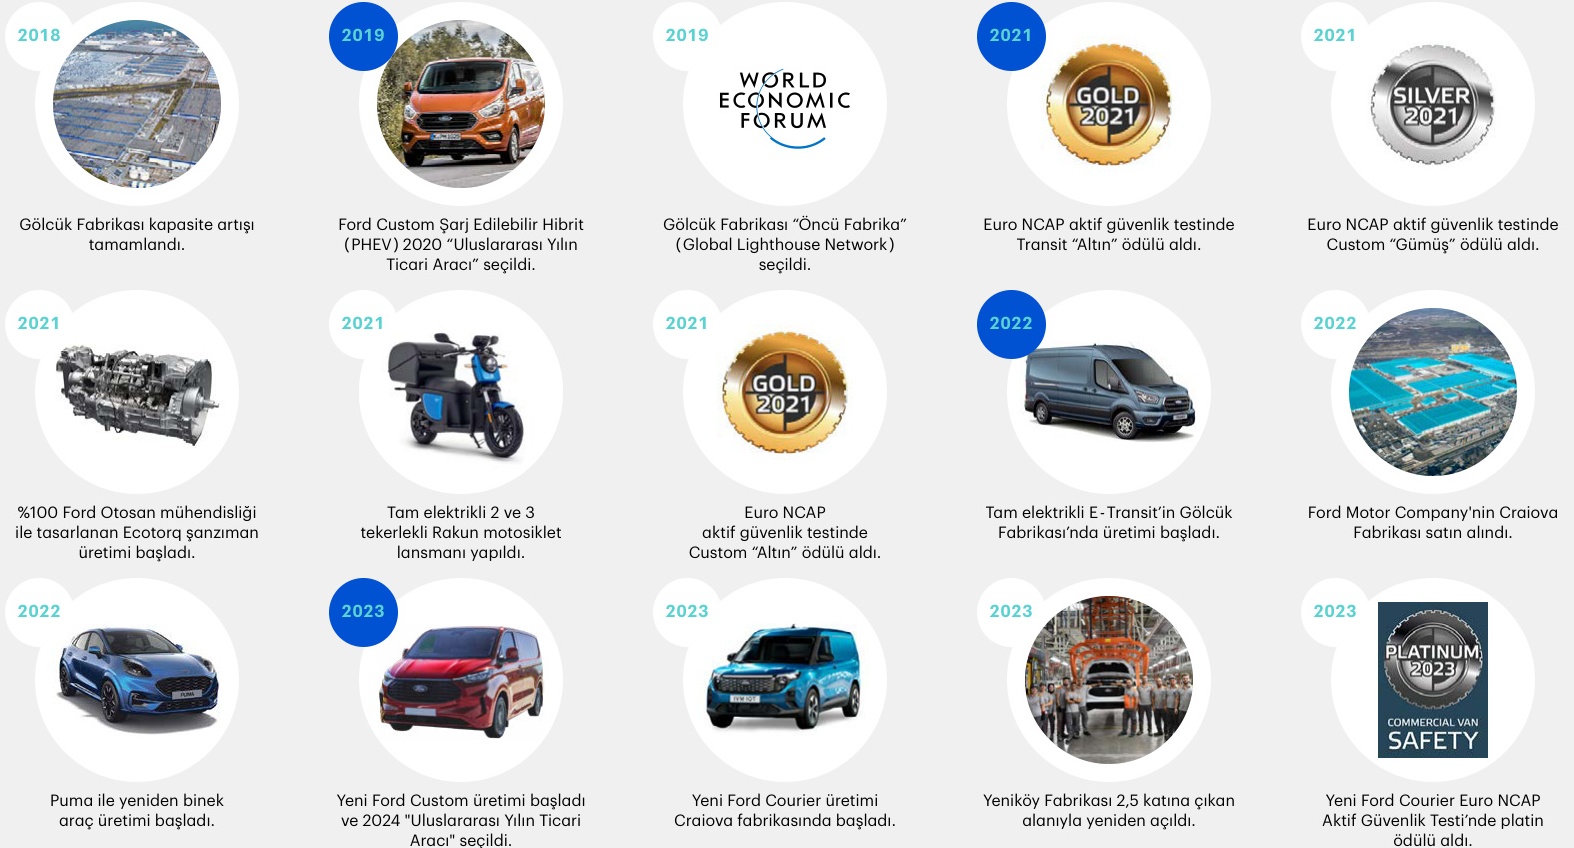 2018
Gölcük Fabrikası kapasite artışı
tamamlandı.
2019
Ford Custom Şarj Edilebilir Hibrit
(PHEV) 2020 “Uluslararası Yılın
Ticari Aracı” seçildi.
2019
WORLD
ECONOMIC
FORUM
Gölcük Fabrikası “Öncü Fabrika”
(Global Lighthouse Network)
seçildi.
2021
GOLD
2021
Euro NCAP aktif güvenlik testinde
Transit “Altın” ödülü aldı.
2021
SILVER
2021
Euro NCAP aktif güvenlik testinde
Custom “Gümüş” ödülü aldı.
2021
%100 Ford Otosan mühendisliği
ile tasarlanan Ecotorq şanzıman
üretimi başladı.
2021
Tam elektrikli 2 ve 3
tekerlekli Rakun motosiklet
lansmanı yapıldı.
2021
GOLD
2021
Euro NCAP
aktif güvenlik testinde
Custom “Altın” ödülü aldı.
2022
Tam elektrikli E-Transit’in Gölcük
Fabrikası’nda üretimi başladı.
2022
Ford Motor Company'nin Craiova
Fabrikası satın alındı.
2022
PUMA
Puma ile yeniden binek
araç üretimi başladı.
2023
Yeni Ford Custom üretimi başladı
ve 2024 "Uluslararası Yılın Ticari
Aracı" seçildi.
2023
Yeni Ford Courier üretimi
Craiova fabrikasında başladı.
2023
Yeniköy Fabrikası 2,5 katına çıkan
alanıyla yeniden açıldı.
2023
PLATINUM
2023
COMMERCIAL VAN
SAFETY
Yeni Ford Courier Euro NCAP
Aktif Güvenlik Testi’nde platin
ödülü aldı.